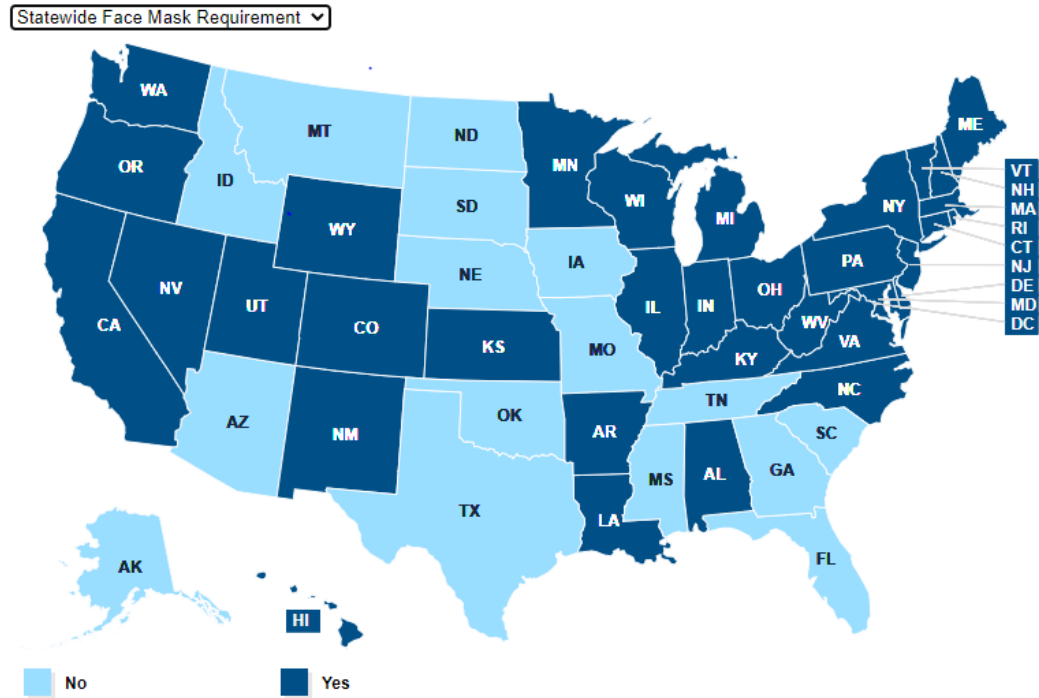 Statewide Face Mask Requirement
WA
MT
ND
MN
ME
OR
ID
SD
WI
MI
NY
VT
NH
MA
RI
CT
NJ
DE
MD
DC
WY
NE
IA
PA
NV
UT
CO
IL
IN
OH
CA
KS
MO
WV
VA
KY
NC
AZ
NM
OK
AR
TN
SC
MS
AL
GA
TX
LA
FL
AK
HI
No
Yes